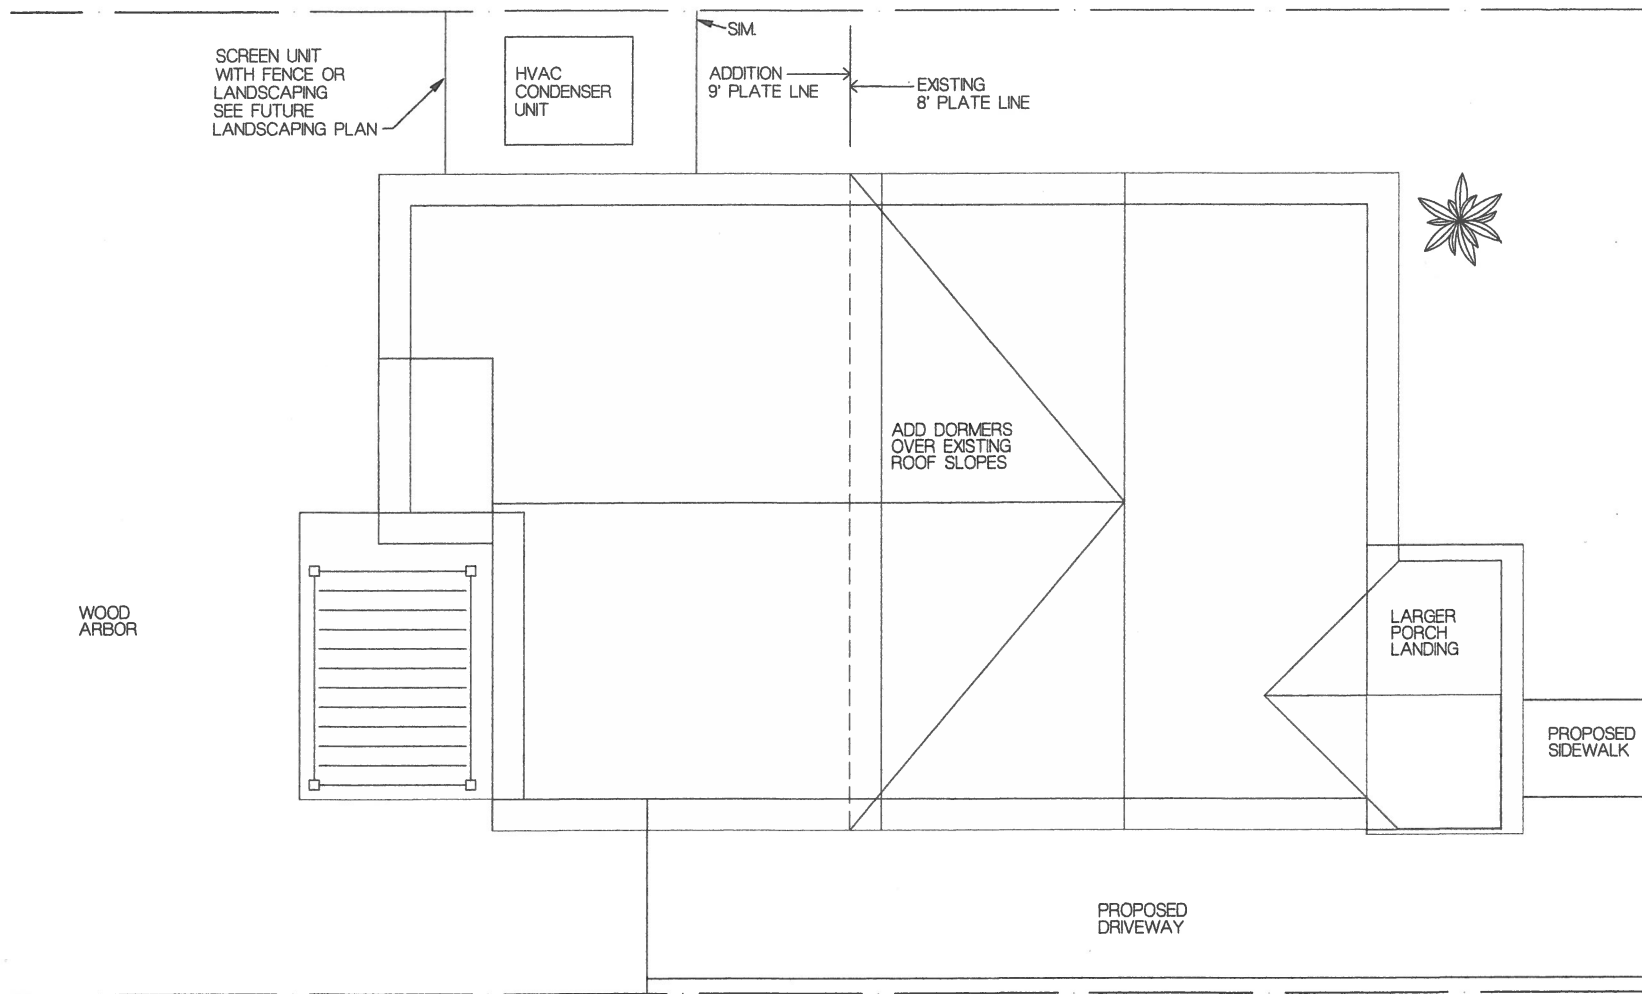 SIM.
SCREEN UNIT
WITH FENCE OR
LANDSCAPING
SEE FUTURE
LANDSCAPING PLAN
HVAC
CONDENSER
UNIT
ADDITION
9' PLATE LNE
EXISTING
8' PLATE LINE
ADD DORMERS
OVER EXISTING
ROOF SLOPES
WOOD
ARBOR
LARGER
PORCH
LANDING
PROPOSED
SIDEWALK
PROPOSED
DRIVEWAY